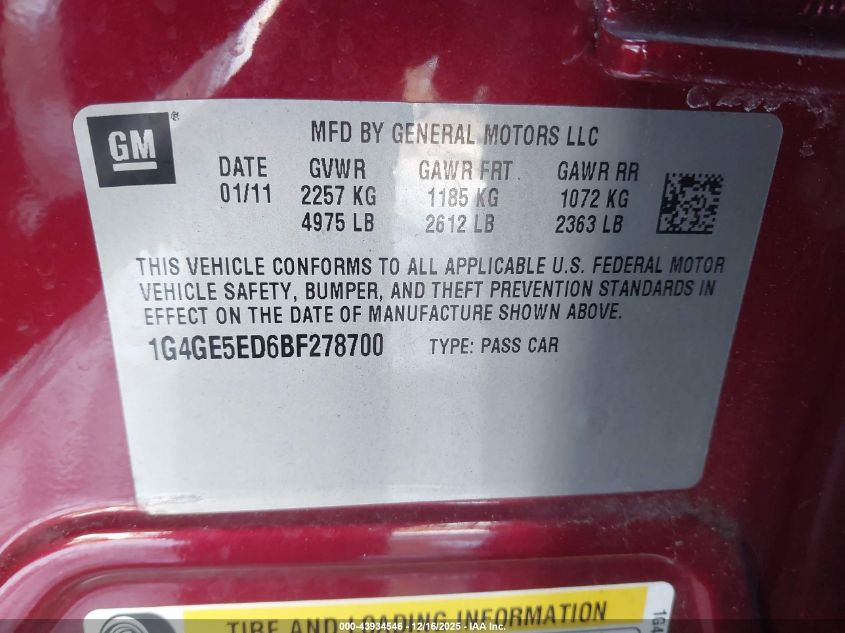 GM
®
MFD BY GENERAL MOTORS LLC
DATE GVWR GAWR FRT GAWR RR
01/11 2257 KG 1185 KG 1072 KG
4975 LB 2612 LB 2363 LB
THIS VEHICLE CONFORMS TO ALL APPLICABLE U.S. FEDERAL MOTOR
VEHICLE SAFETY, BUMPER, AND THEFT PREVENTION STANDARDS IN
EFFECT ON THE DATE OF MANUFACTURE SHOWN ABOVE.
1G4GE5ED6BF278700 TYPE: PASS CAR
TIRE AND LOADING INFORMATION
1G4
000-43934546 - 12/16/2025 - IAA Inc.